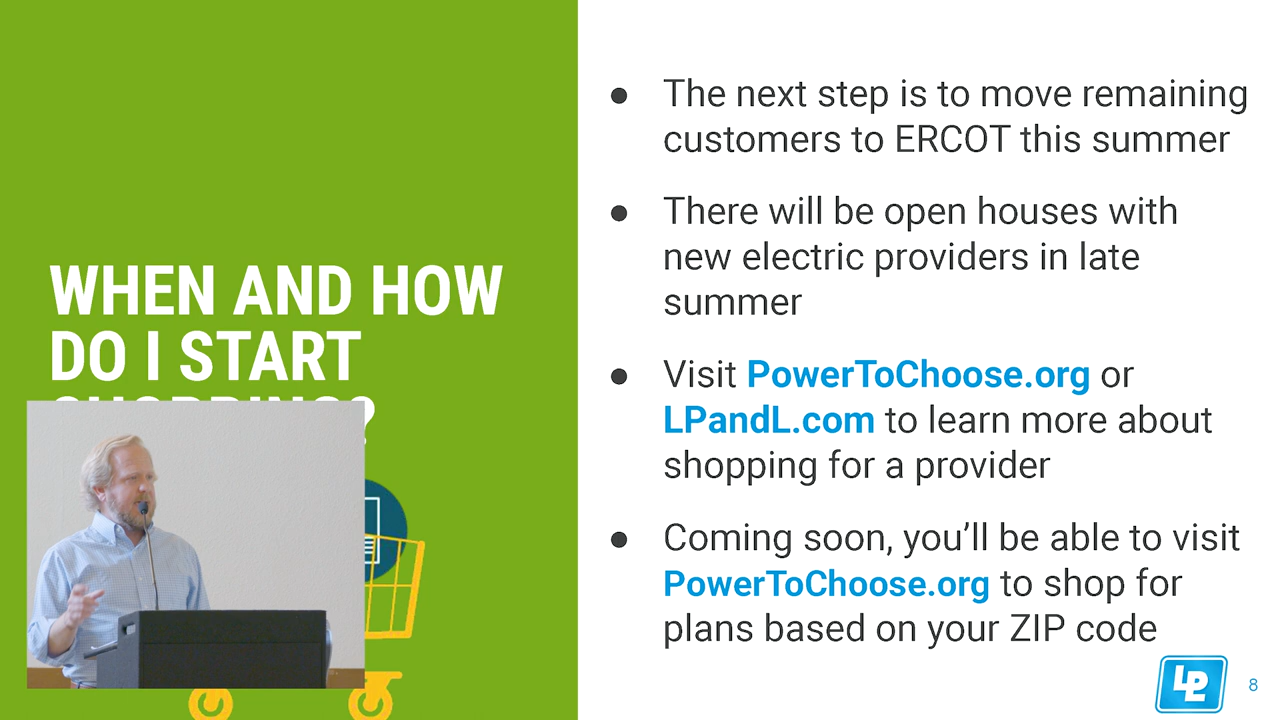 WHEN AND HOW
DO I START
SHOPPING?
● The next step is to move remaining
customers to ERCOT this summer
● There will be open houses with
new electric providers in late
summer
● Visit PowerToChoose.org or
LPandL.com to learn more about
shopping for a provider
● Coming soon, you’ll be able to visit
PowerToChoose.org to shop for
plans based on your ZIP code
LPL
8